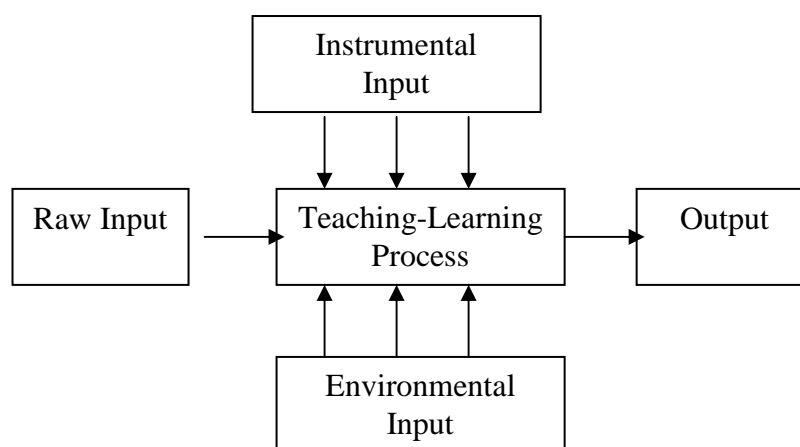 Instrumental
Input
Raw Input
Teaching-Learning
Process
Output
Environmental
Input